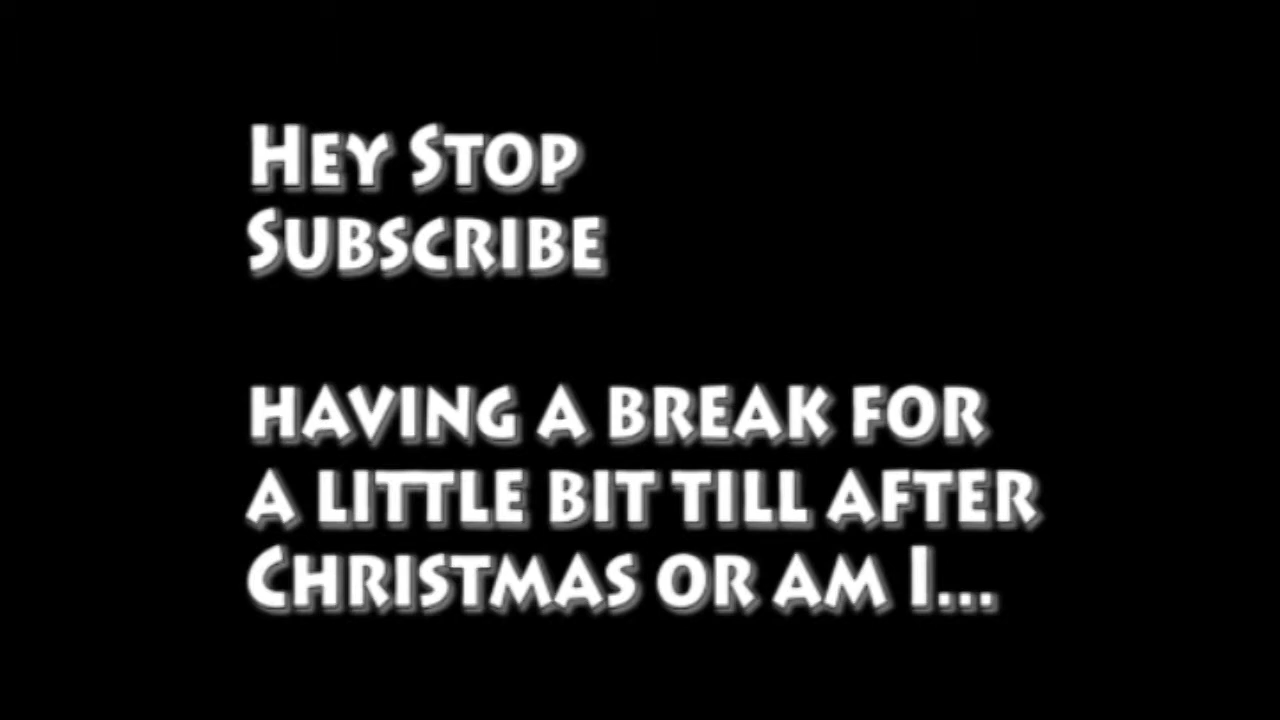 Hey Stop
Subscribe
having a break for
a little bit till after
Christmas or am I...